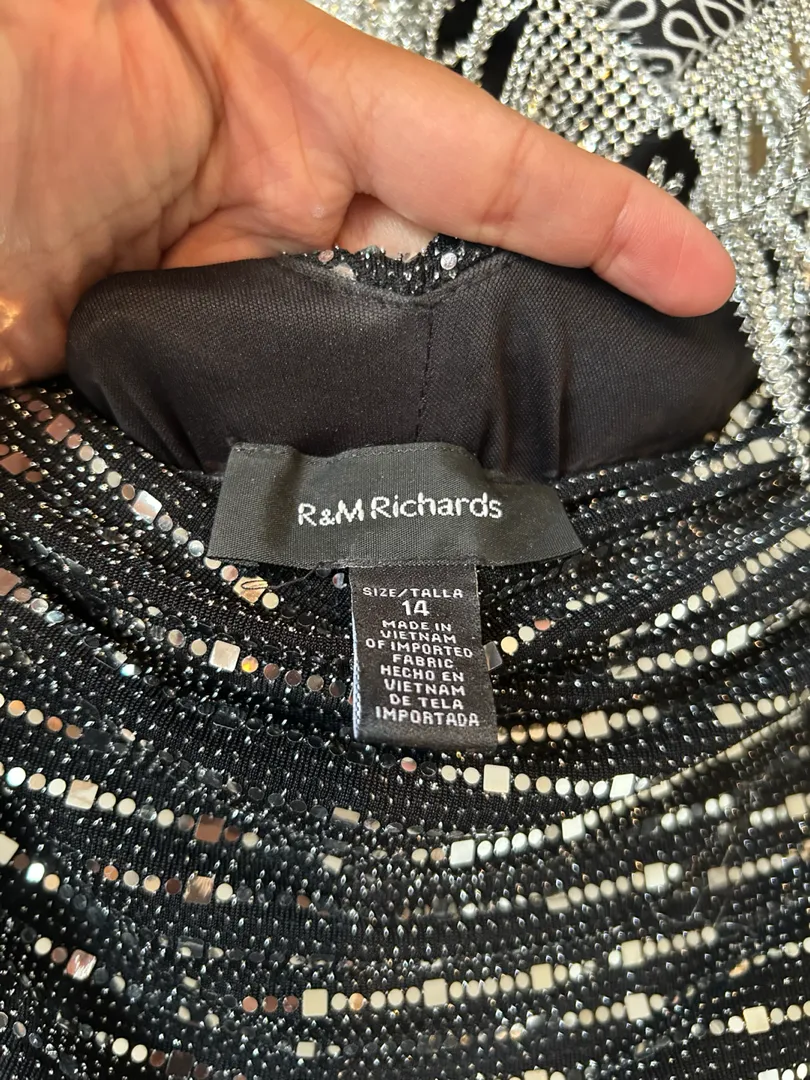 R&M Richards
SIZE/TALLA
14
MADE IN
VIETNAM
OF IMPORTED
FABRIC
HECHO EN
VIETNAM
DE TELA
IMPORTADA